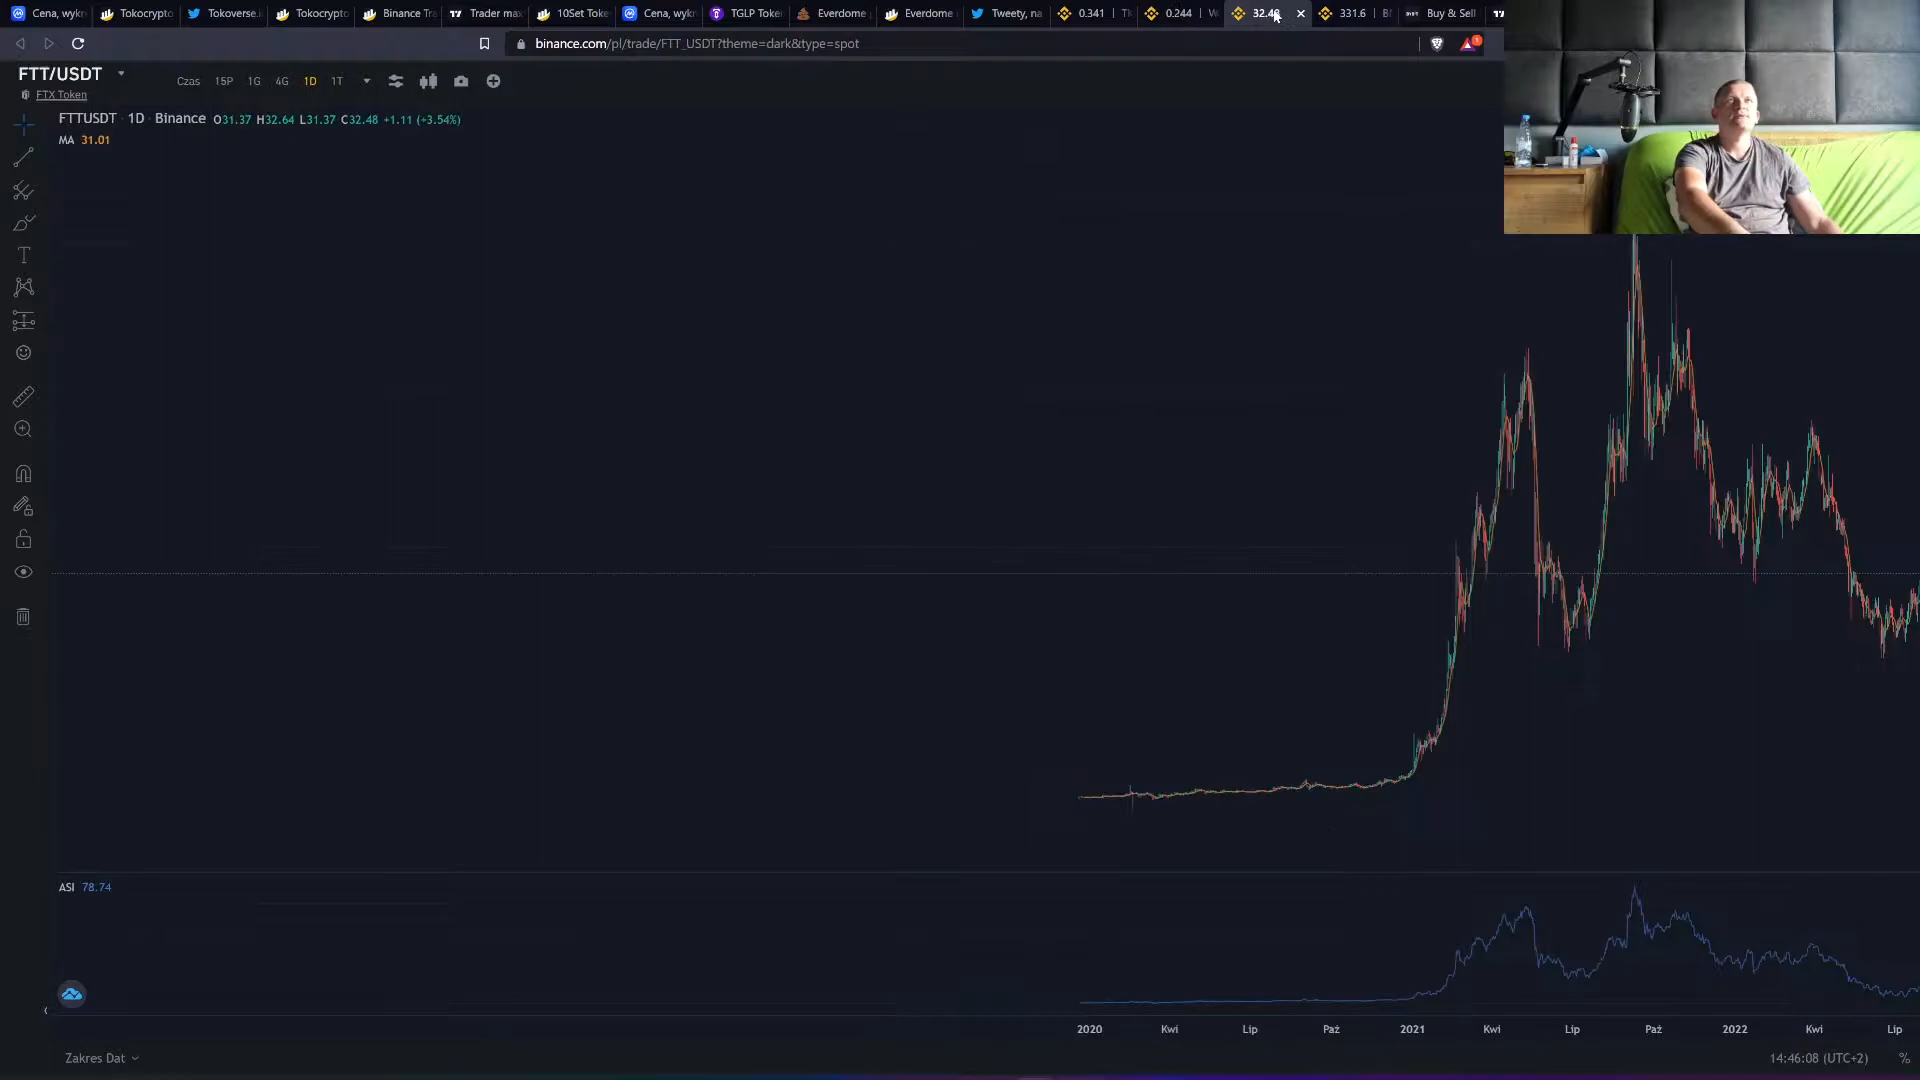 Cena, wykr
Tokocrypto
Tokoverse.i
Tokocrypto
Binance Tra
Trader max
10Set Toke
Cena, wykr
TGLP Toke
Everdome
Everdome
Tweety, na
0.341
0.244
32.48
331.6
Buy & Sell
binance.com/pl/trade/FTT_USDT?theme=dark&type=spot
1
FTT/USDT
FTX Token
Czas 15P 1G 4G 1D 1T
FTTUSDT · 1D · Binance O31.37 H32.64 L31.37 C32.48 +1.11 (+3.54%)
MA 31.01
ASI 78.74
2020 Kwi Lip Paź 2021 Kwi Lip Paź 2022 Kwi Lip
Zakres Dat
14:46:08 (UTC+2) %